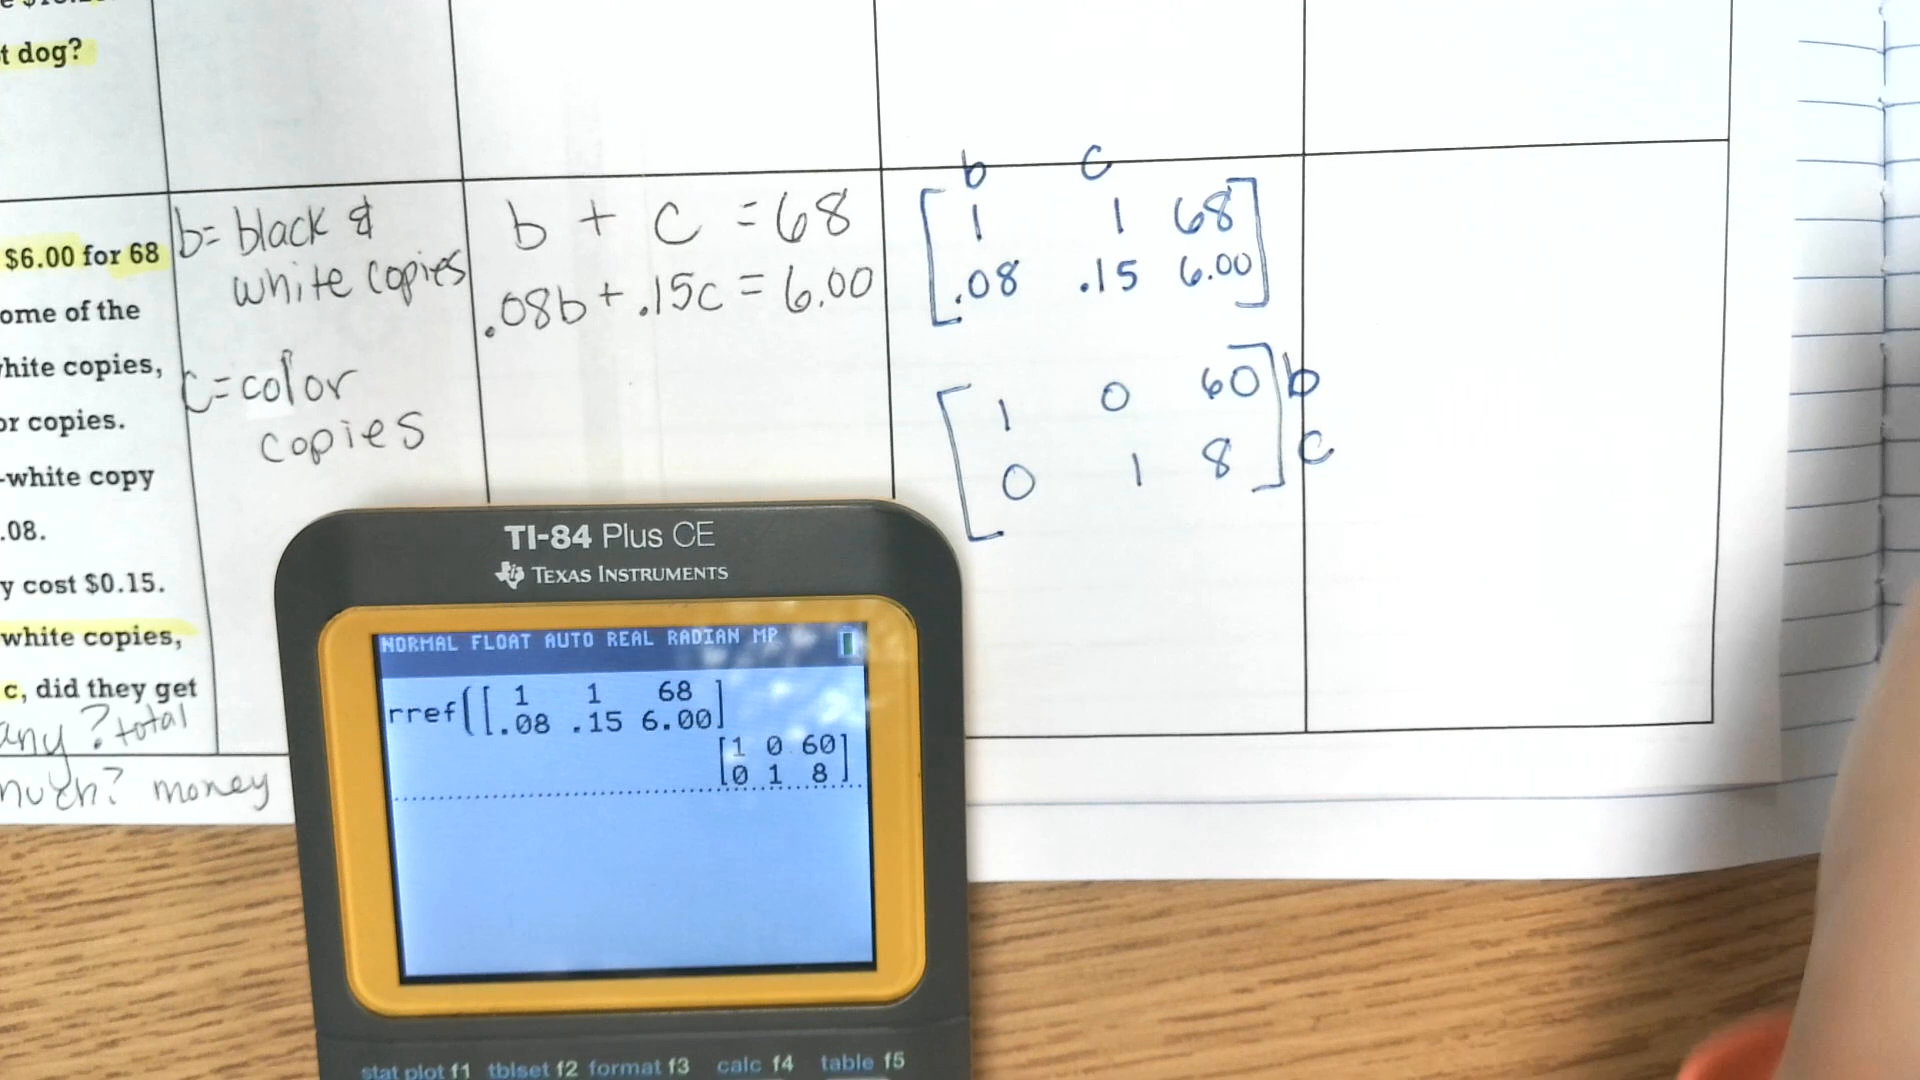 t dog?
$6.00 for 68
ome of the
hite copies,
or copies.
-white copy
.08.
y cost $0.15.
white copies,
c, did they get
any ? total
much? money
b= black &
white copies
c=color
copies
b + c = 68
.08b + .15c = 6.00
b c
1 1 68
.08 .15 6.00
1 0 60 b
0 1 8 c
TI-84 Plus CE
TEXAS INSTRUMENTS
NORMAL FLOAT AUTO REAL RADIAN MP
rref([ 1 1 68 ]
[.08 .15 6.00]
[1 0 60]
[0 1 8]
stat plot f1 tblset f2 format f3 calc f4 table f5